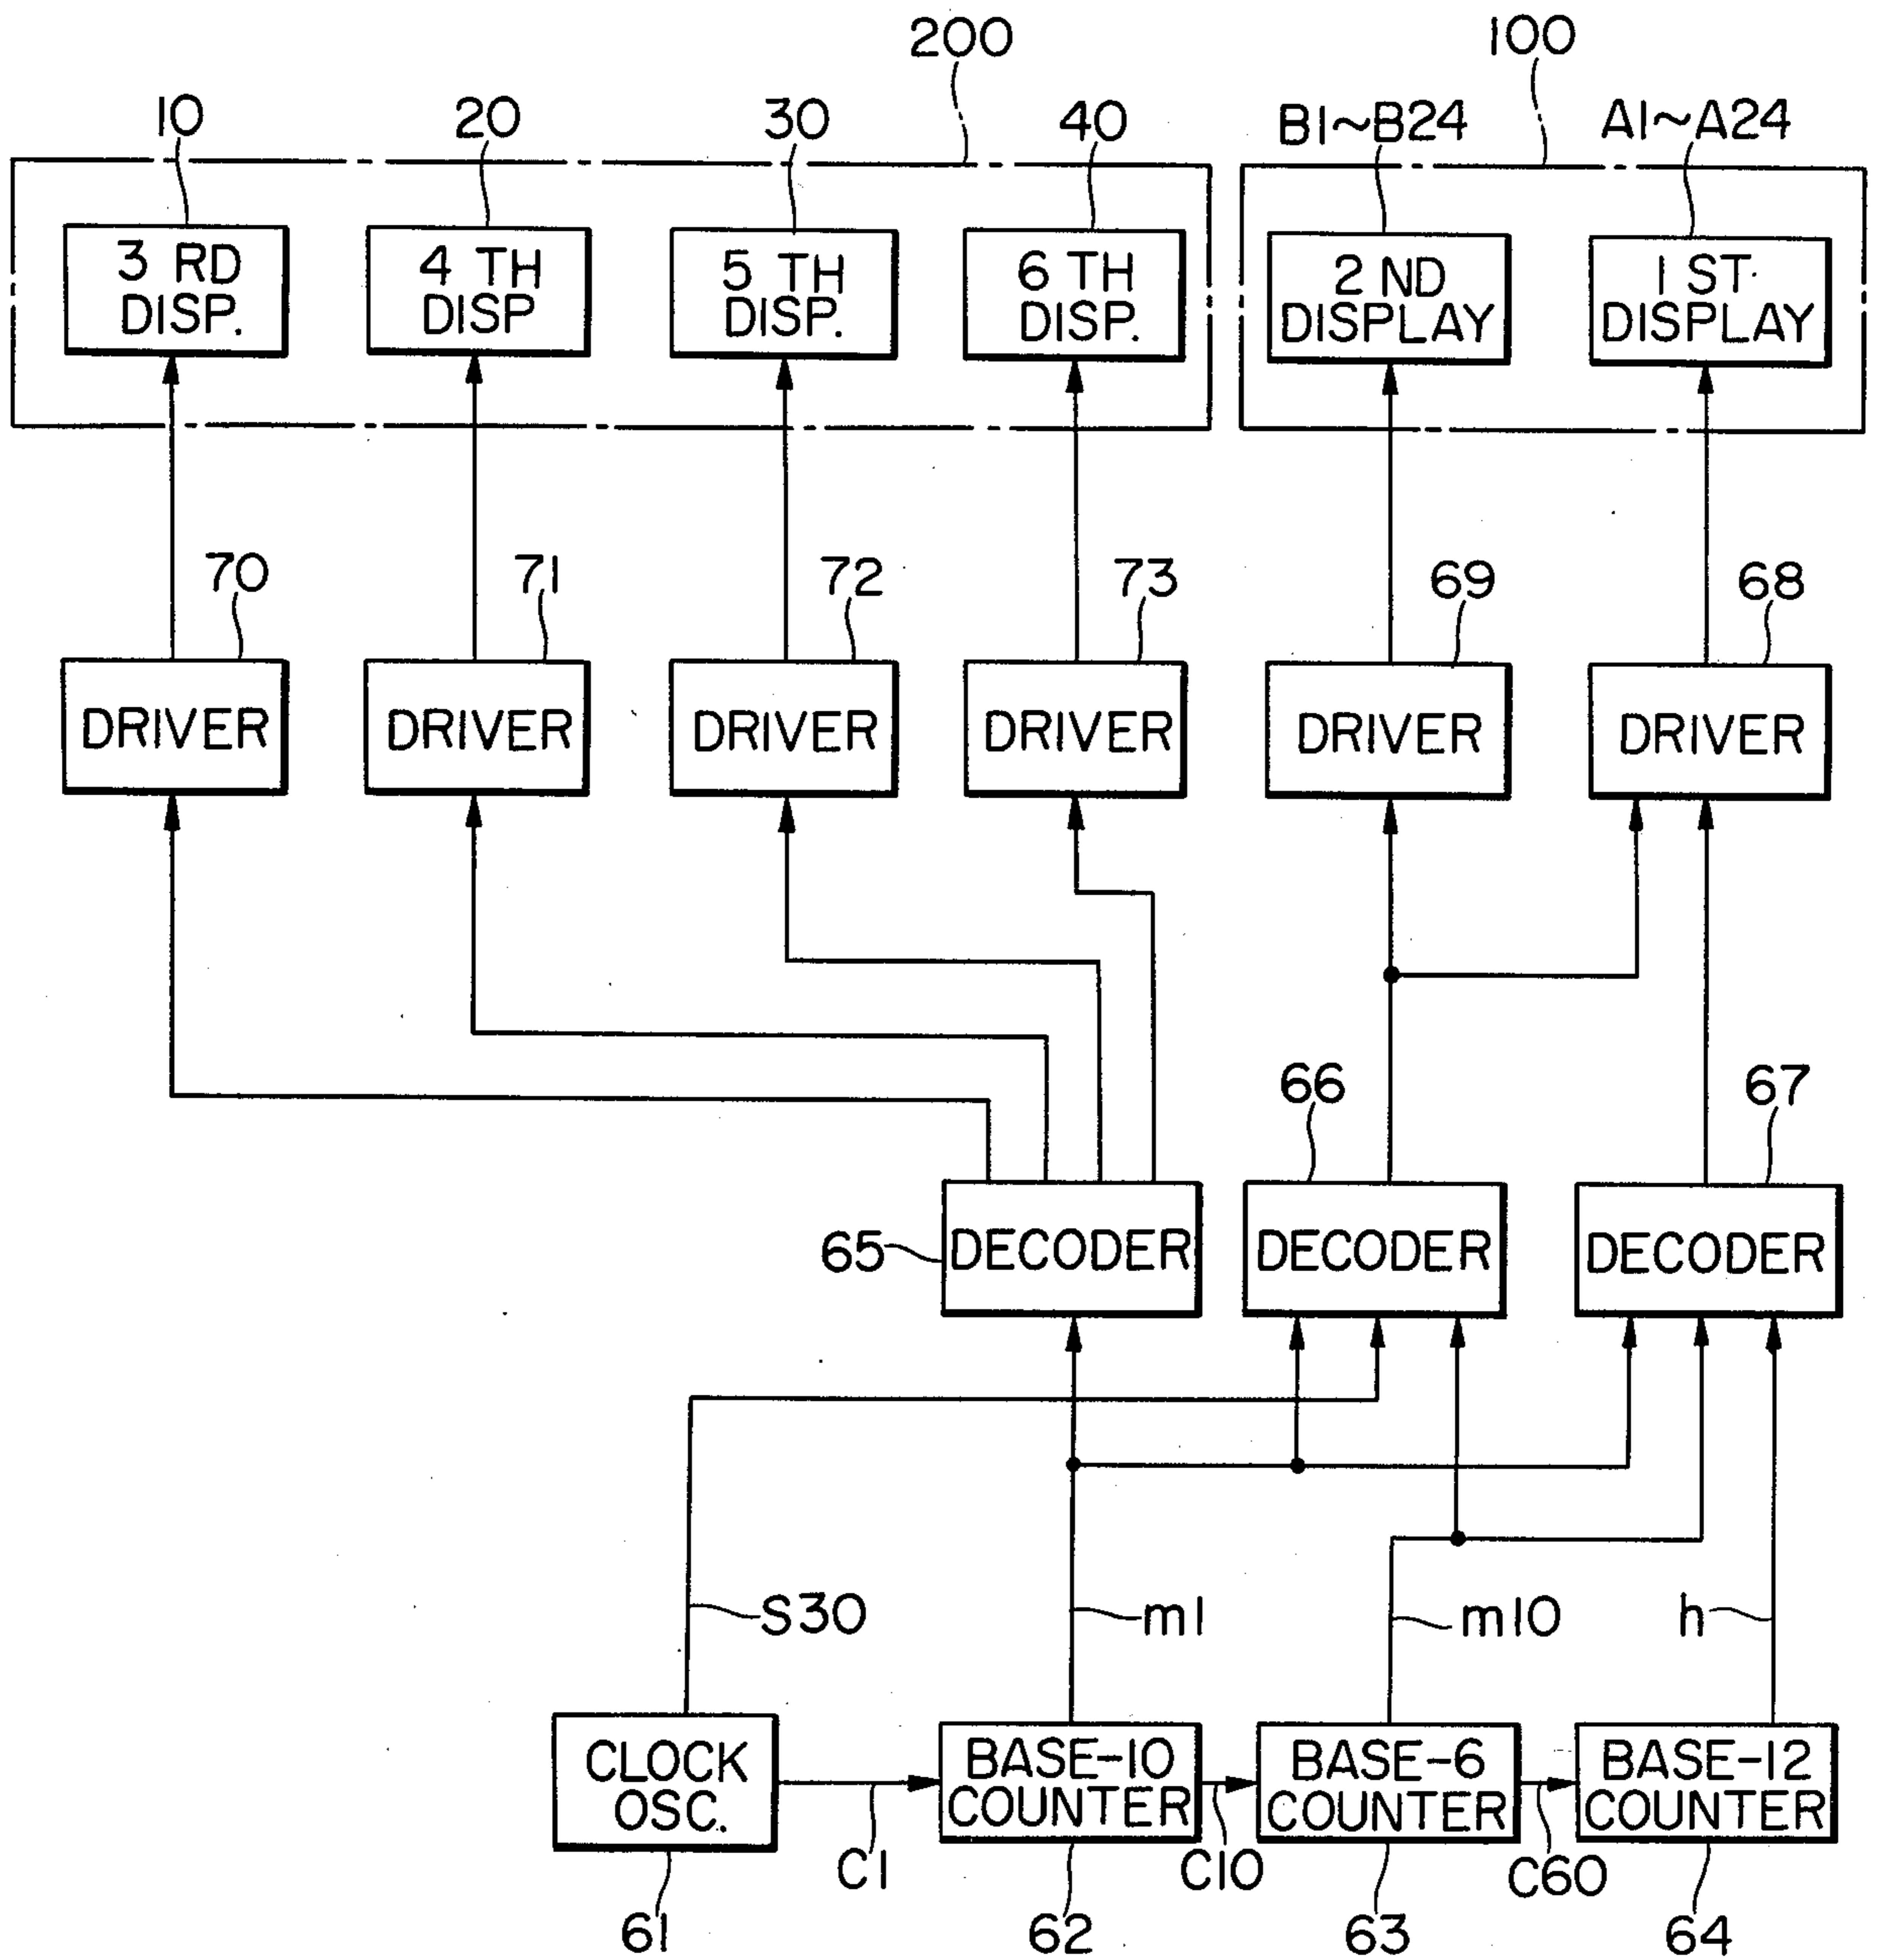 200
100
10
20
30
40
B1~B24
A1~A24
3 RD
DISP.
4 TH
DISP
5 TH
DISP.
6 TH
DISP.
2 ND
DISPLAY
1 ST
DISPLAY
70
71
72
73
69
68
DRIVER
DRIVER
DRIVER
DRIVER
DRIVER
DRIVER
66
67
65
DECODER
DECODER
DECODER
S30
m1
m10
h
CLOCK
OSC.
BASE-10
COUNTER
BASE-6
COUNTER
BASE-12
COUNTER
C1
C10
C60
61
62
63
64